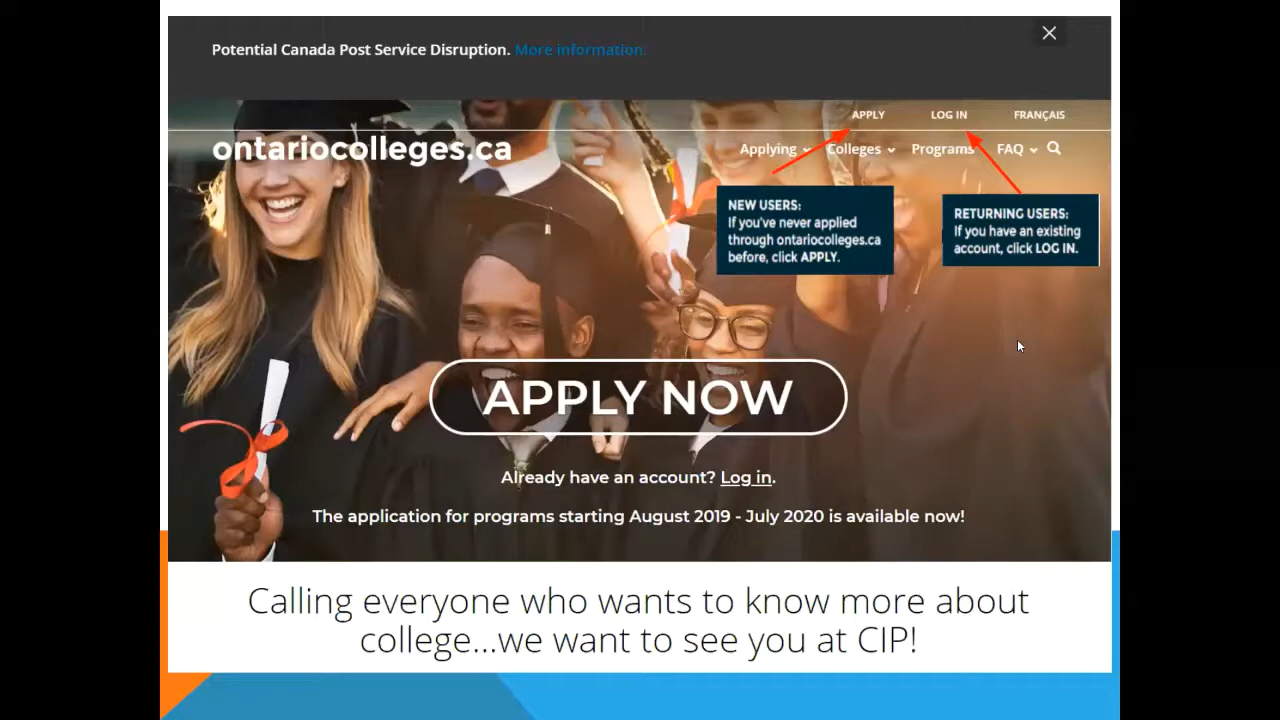 Potential Canada Post Service Disruption. More information.
APPLY LOG IN FRANÇAIS
ontariocolleges.ca
Applying Colleges Programs FAQ
NEW USERS:
If you've never applied
through ontariocolleges.ca
before, click APPLY.
RETURNING USERS:
If you have an existing
account, click LOG IN.
APPLY NOW
Already have an account? Log in.
The application for programs starting August 2019 - July 2020 is available now!
Calling everyone who wants to know more about
college...we want to see you at CIP!